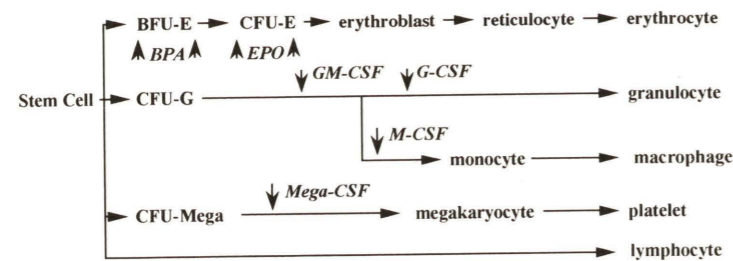 BFU-E CFU-E erythroblast reticulocyte erythrocyte
BPA EPO
GM-CSF G-CSF
Stem Cell CFU-G granulocyte
M-CSF
monocyte macrophage
Mega-CSF
CFU-Mega megakaryocyte platelet
lymphocyte